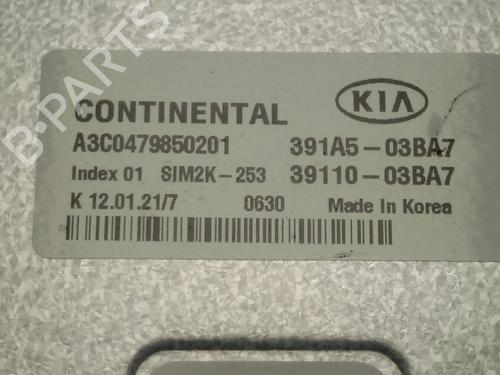 B-PARTS
CONTINENTAL KIA
A3C0479850201 391A5-03BA7
Index 01 SIM2K-253 39110-03BA7
K 12.01.21/7 0630 Made In Korea